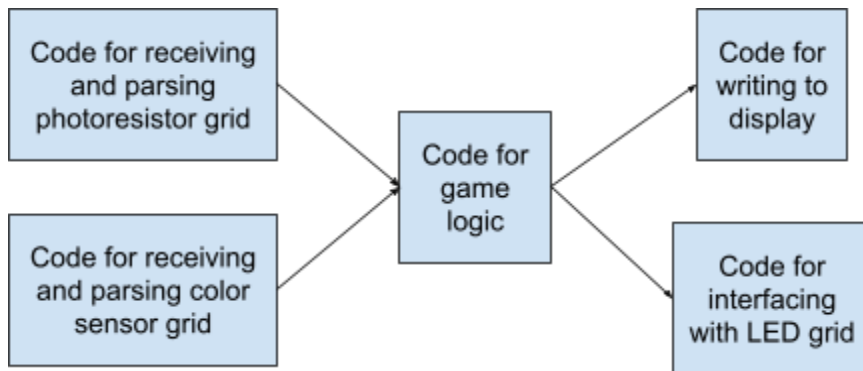 Code for receiving
and parsing
photoresistor grid
Code for receiving
and parsing color
sensor grid
Code for
game
logic
Code for
writing to
display
Code for
interfacing
with LED grid